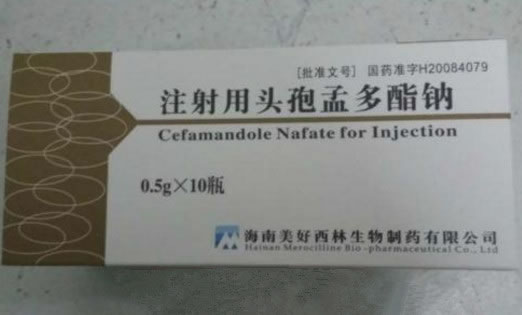 [批准文号] 国药准字H20084079
注射用头孢孟多酯钠
Cefamandole Nafate for Injection
0.5g×10瓶
海南美好西林生物制药有限公司
Hainan Merocilline Bio-pharmaceutical Co., Ltd